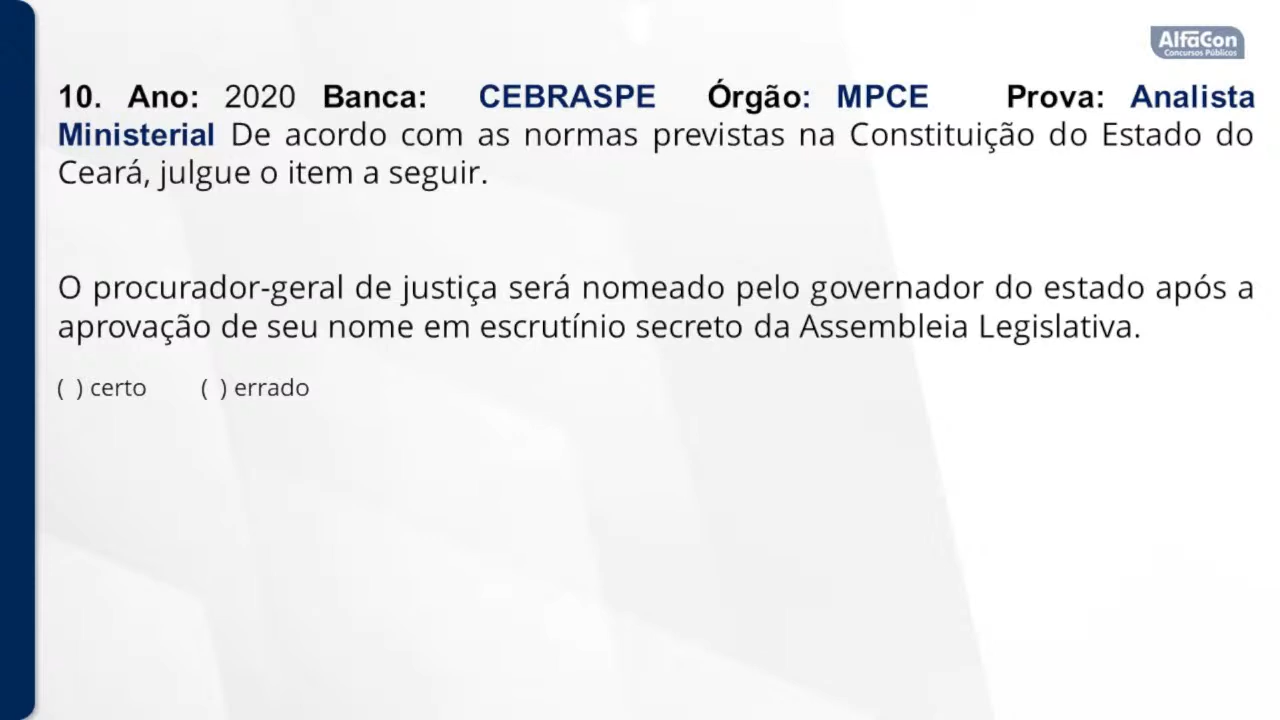 AlfaCon
Concursos Públicos
10. Ano: 2020 Banca: CEBRASPE Órgão: MPCE Prova: Analista
Ministerial De acordo com as normas previstas na Constituição do Estado do
Ceará, julgue o item a seguir.
O procurador-geral de justiça será nomeado pelo governador do estado após a
aprovação de seu nome em escrutínio secreto da Assembleia Legislativa.
( ) certo ( ) errado